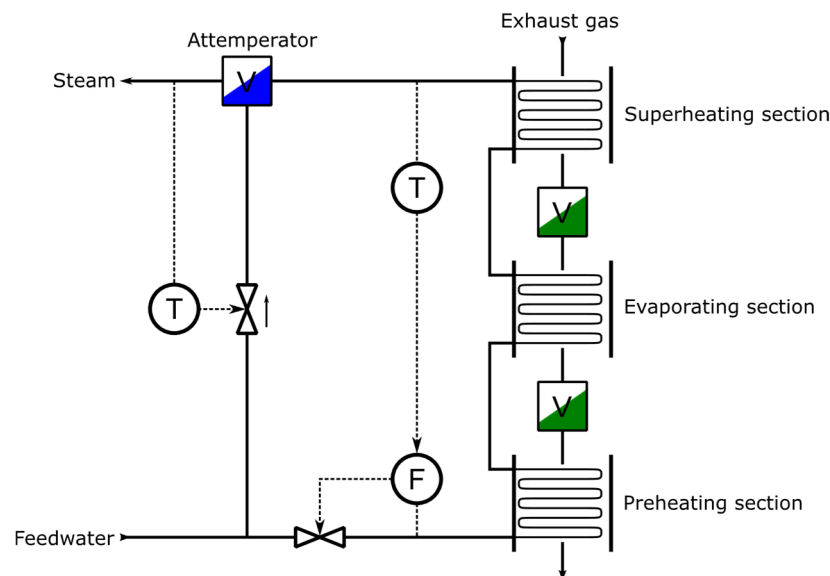 Exhaust gas
Attemperator
V
Steam
Superheating section
T
V
T
Evaporating section
V
F
Preheating section
Feedwater